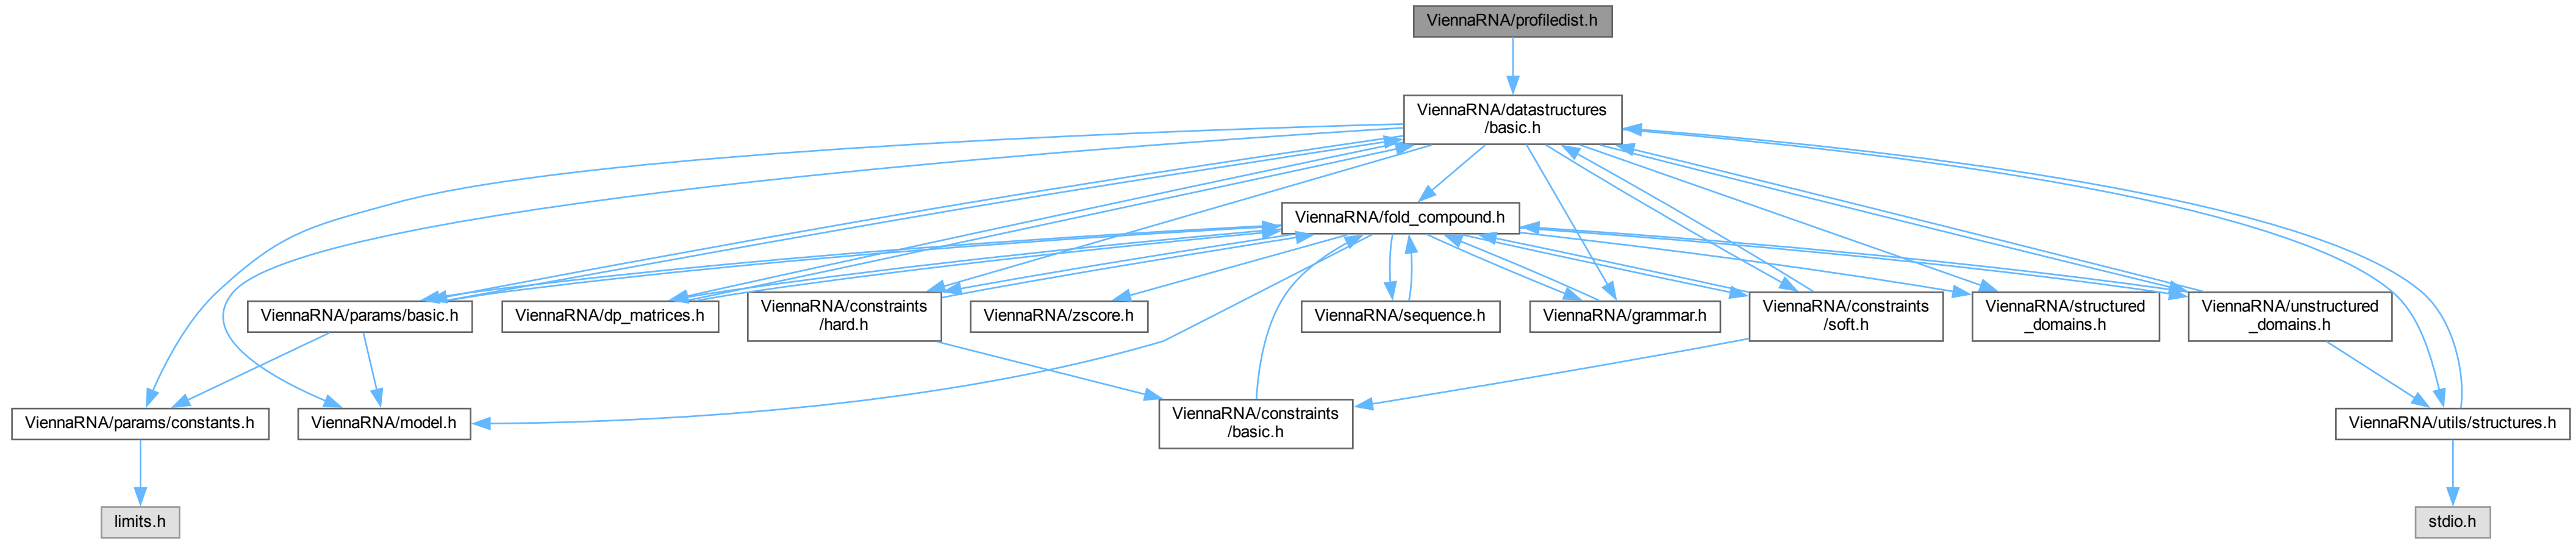 ViennaRNA/profiledist.h
ViennaRNA/datastructures
/basic.h
ViennaRNA/fold_compound.h
ViennaRNA/params/basic.h
ViennaRNA/dp_matrices.h
ViennaRNA/constraints
/hard.h
ViennaRNA/zscore.h
ViennaRNA/sequence.h
ViennaRNA/grammar.h
ViennaRNA/constraints
/soft.h
ViennaRNA/structured
_domains.h
ViennaRNA/unstructured
_domains.h
ViennaRNA/params/constants.h
ViennaRNA/model.h
ViennaRNA/constraints
/basic.h
ViennaRNA/utils/structures.h
limits.h
stdio.h